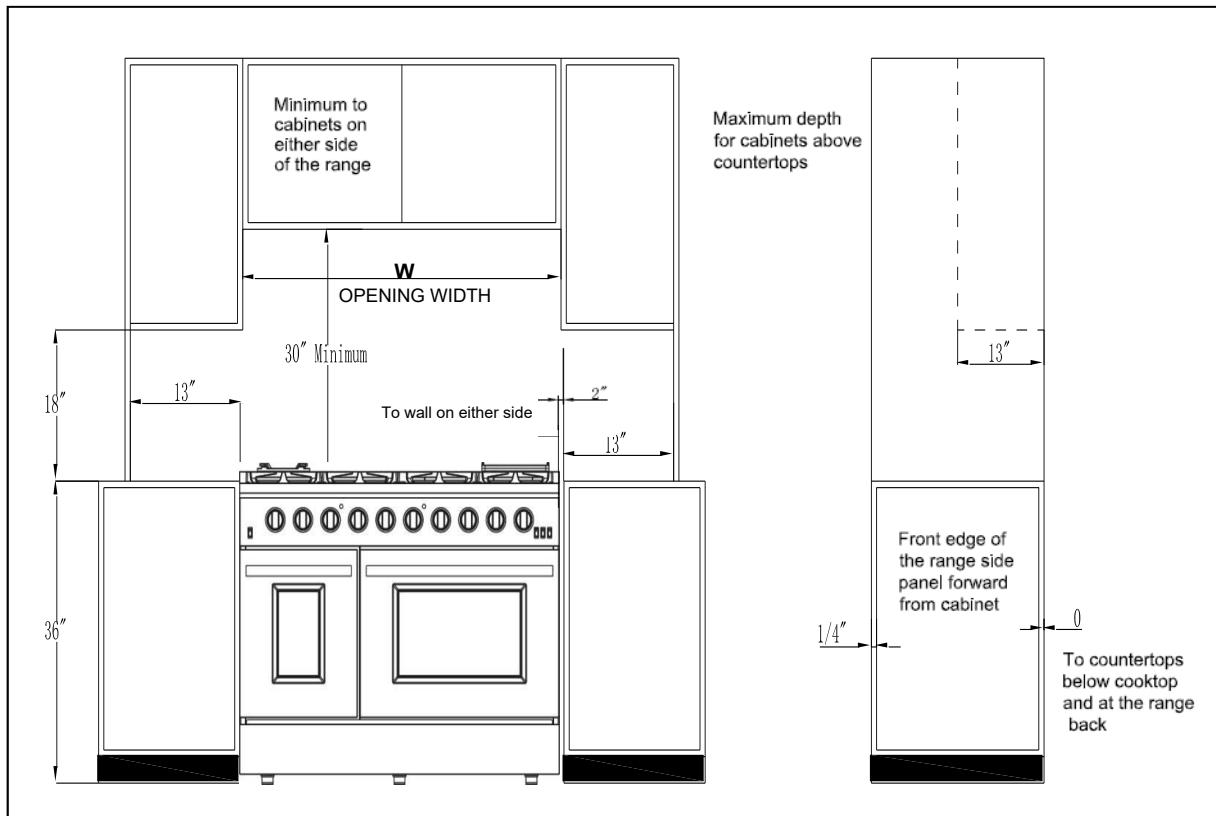 Minimum to
cabinets on
either side
of the range
Maximum depth
for cabinets above
countertops
W
OPENING WIDTH
30" Minimum
13"
18"
13"
2"
To wall on either side
13"
36"
Front edge of
the range side
panel forward
from cabinet
1/4"
0
To countertops
below cooktop
and at the range
back